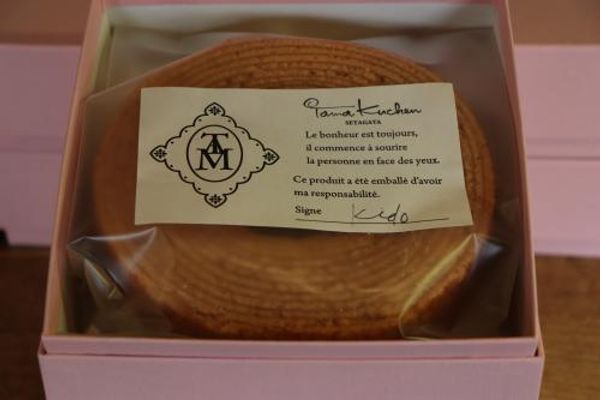 TM
Tama Kuchen
SETAGAYA
Le bonheur est toujours,
il commence à sourire
la personne en face des yeux.
Ce produit a été emballé d'avoir
ma responsabilité.
Signe Kido